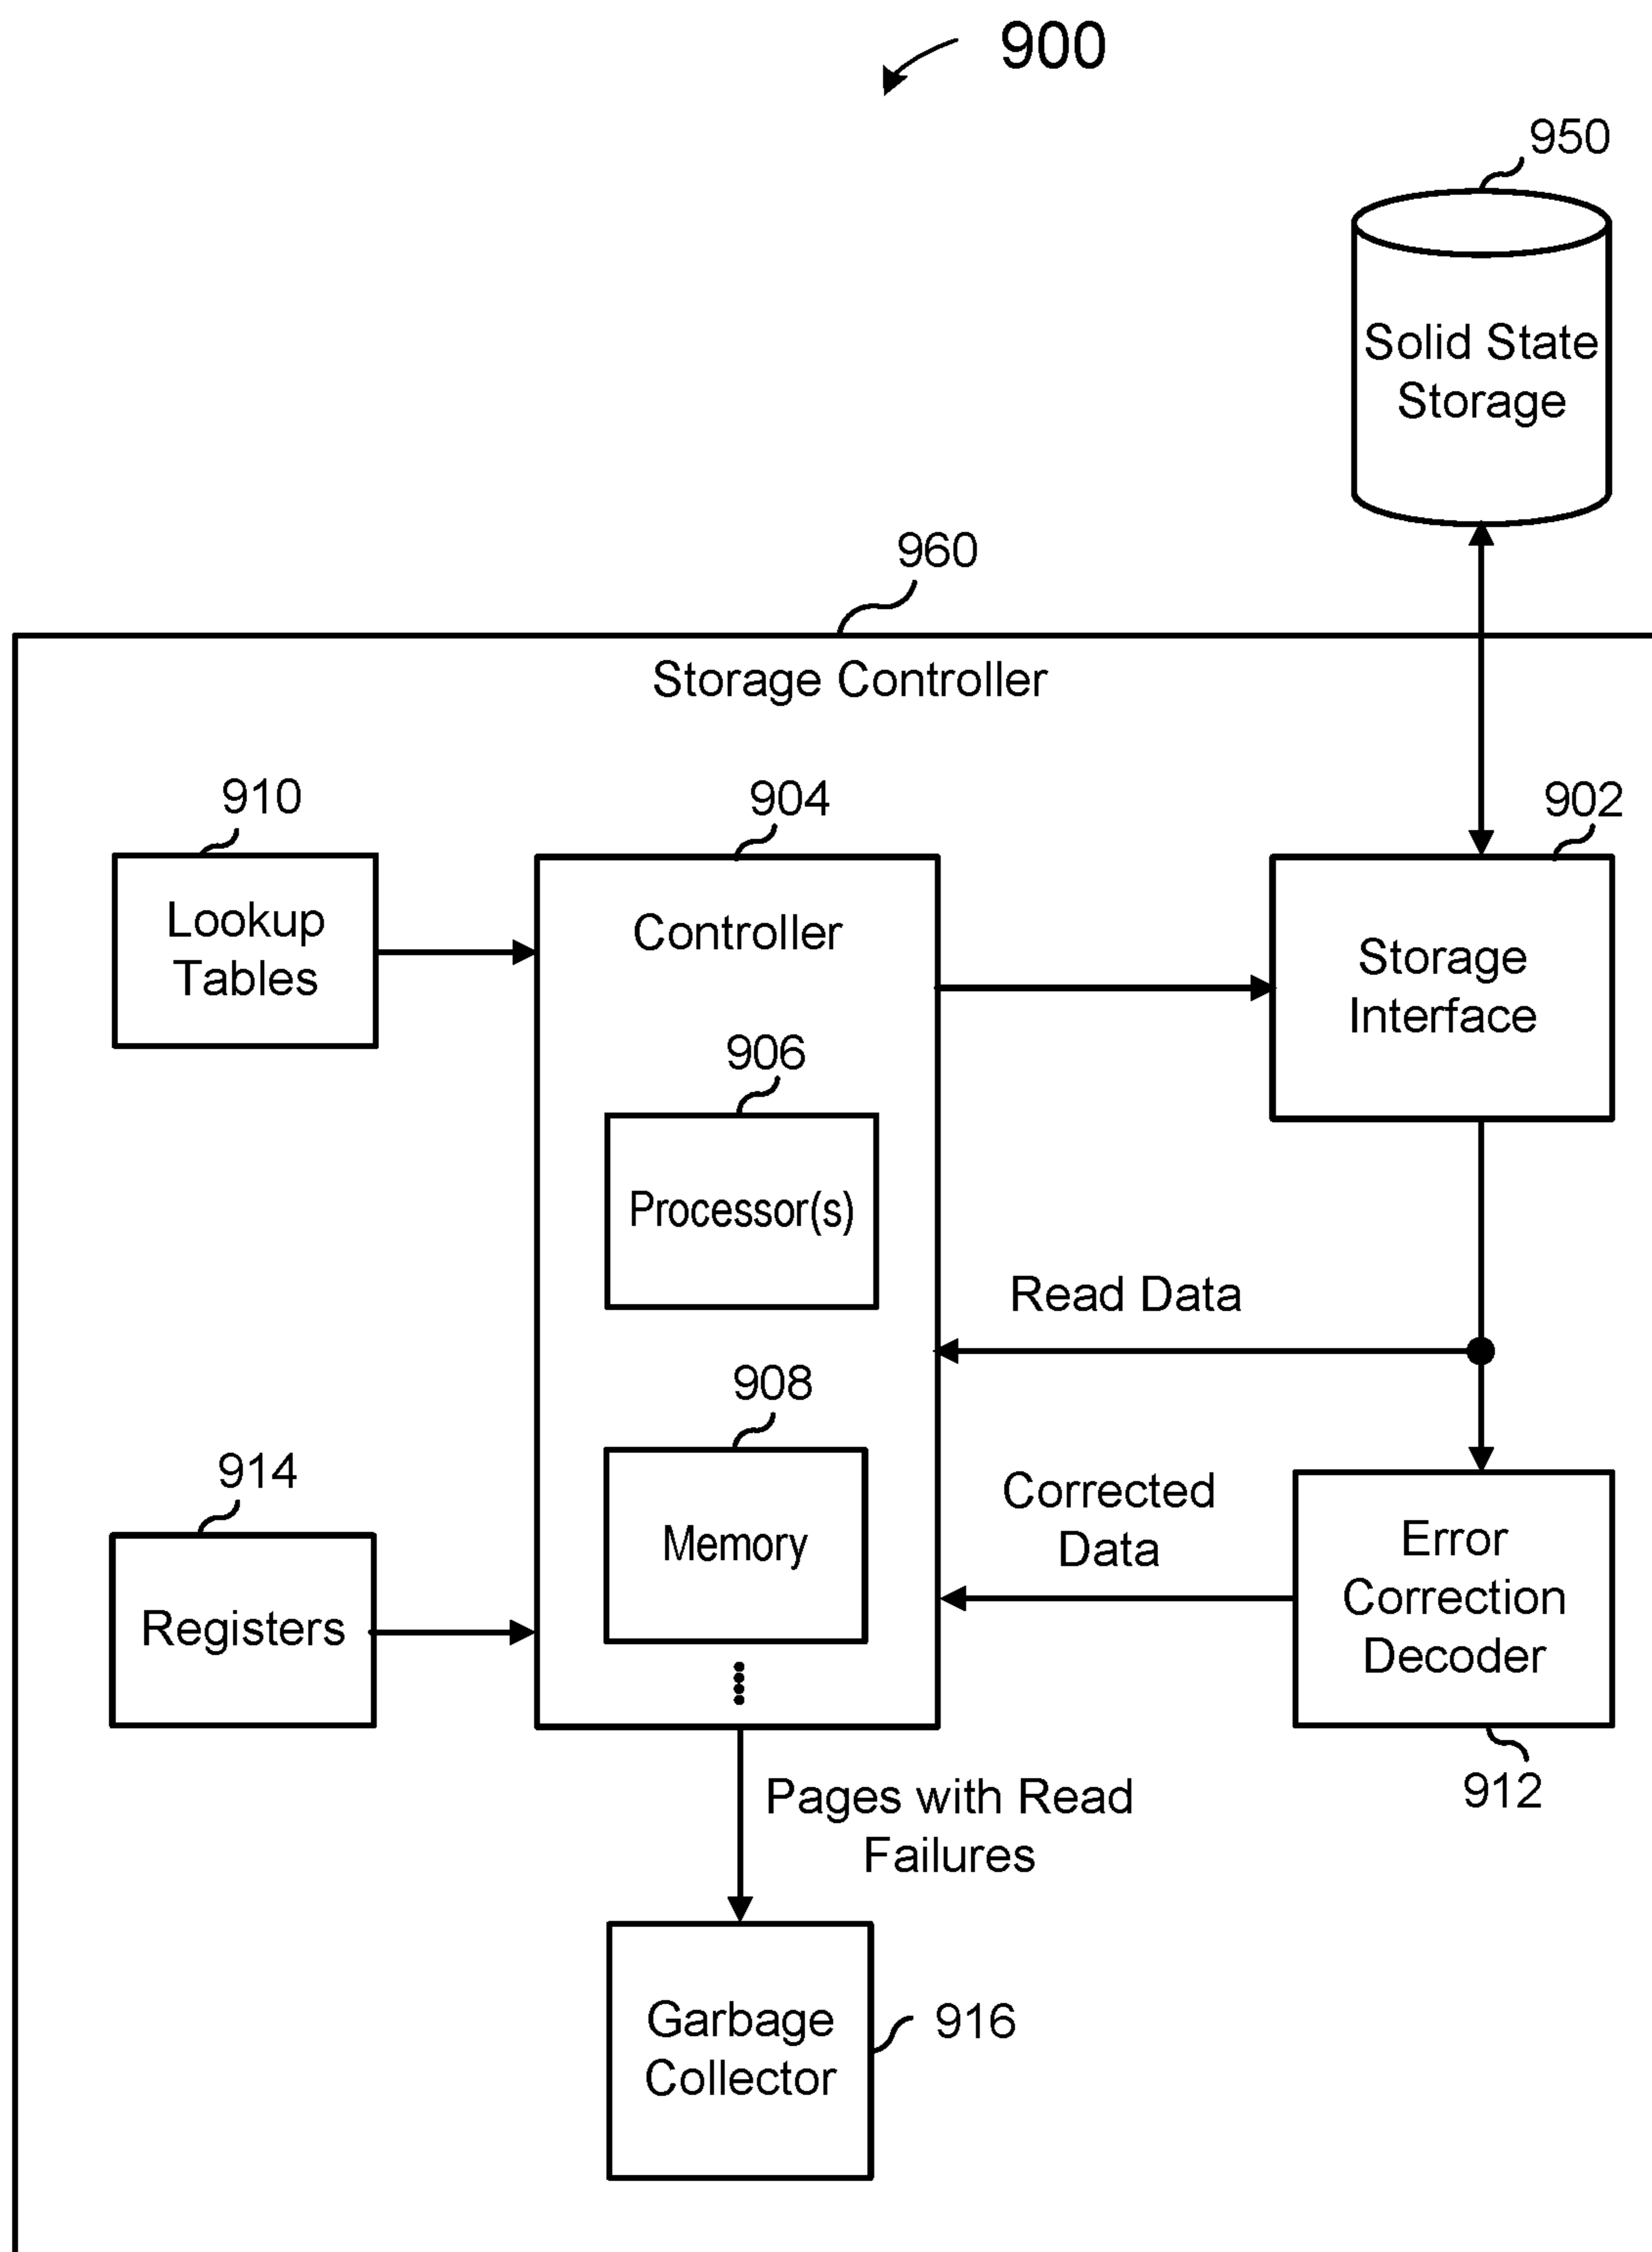 900
950
Solid State
Storage
960
Storage Controller
910
904
902
Lookup
Tables
Controller
Storage
Interface
906
Processor(s)
Read Data
908
Memory
914
Registers
Corrected
Data
Error
Correction
Decoder
912
Pages with Read
Failures
Garbage
Collector
916